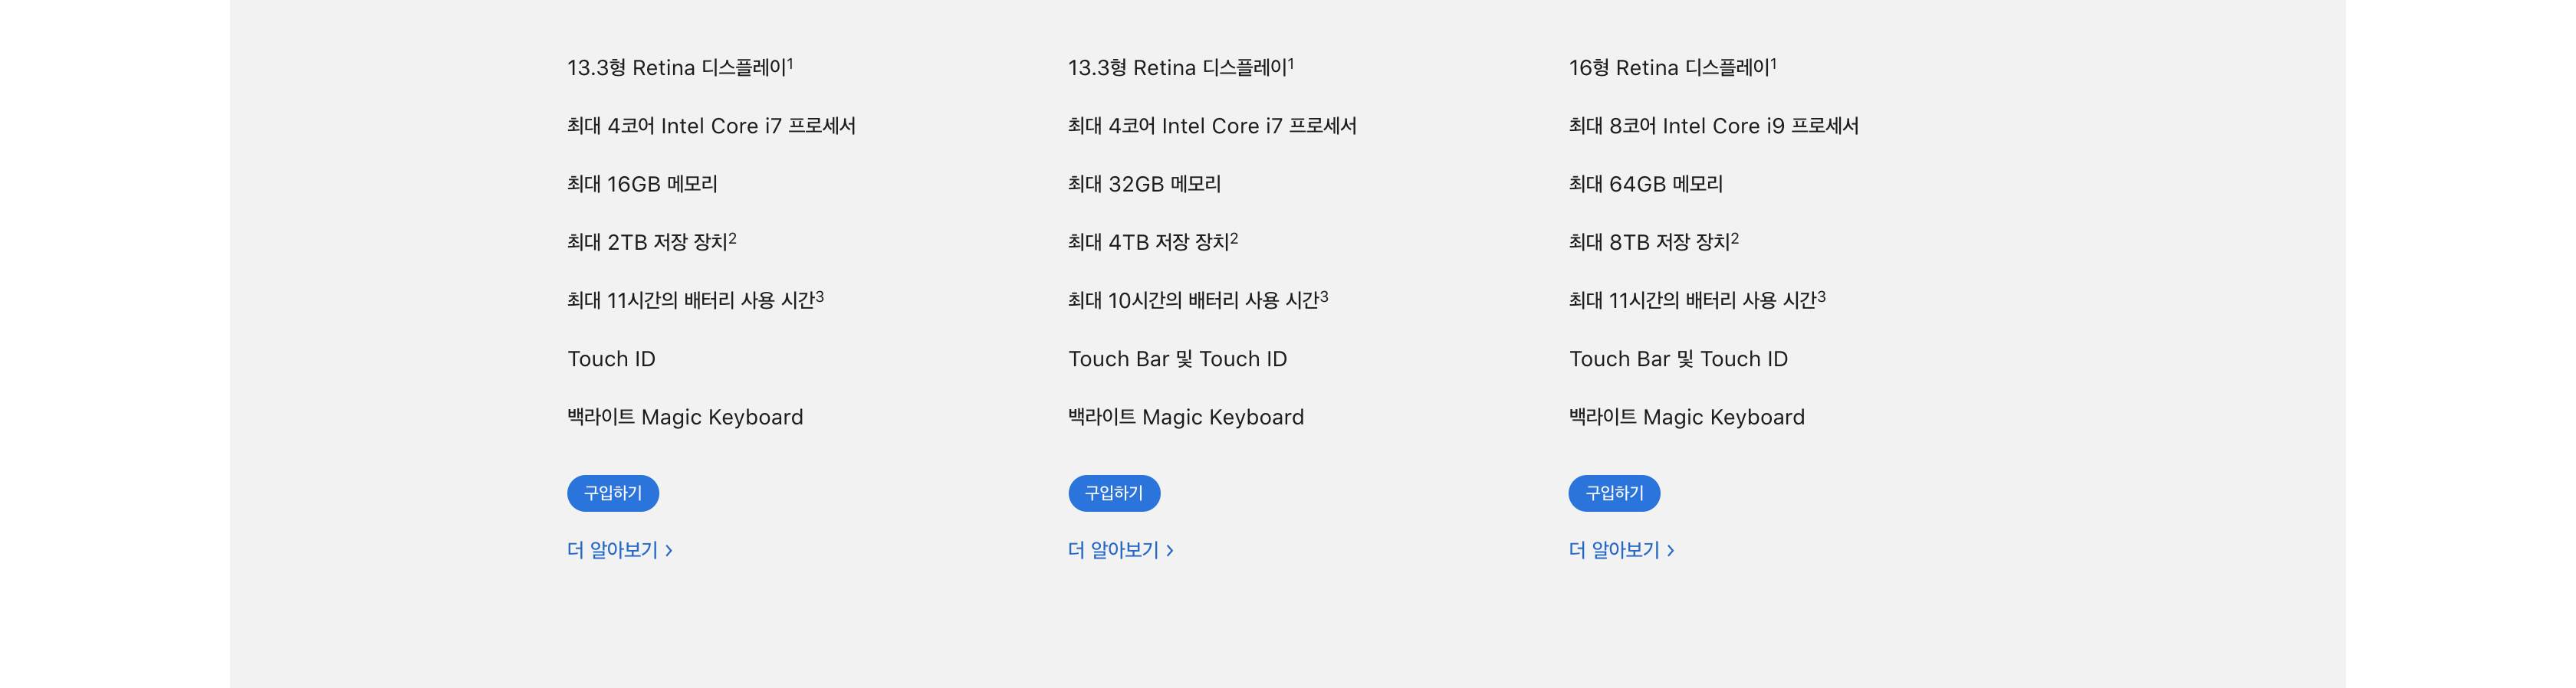 13.3형 Retina 디스플레이¹
최대 4코어 Intel Core i7 프로세서
최대 16GB 메모리
최대 2TB 저장 장치²
최대 11시간의 배터리 사용 시간³
Touch ID
백라이트 Magic Keyboard
구입하기
더 알아보기 >
13.3형 Retina 디스플레이¹
최대 4코어 Intel Core i7 프로세서
최대 32GB 메모리
최대 4TB 저장 장치²
최대 10시간의 배터리 사용 시간³
Touch Bar 및 Touch ID
백라이트 Magic Keyboard
구입하기
더 알아보기 >
16형 Retina 디스플레이¹
최대 8코어 Intel Core i9 프로세서
최대 64GB 메모리
최대 8TB 저장 장치²
최대 11시간의 배터리 사용 시간³
Touch Bar 및 Touch ID
백라이트 Magic Keyboard
구입하기
더 알아보기 >